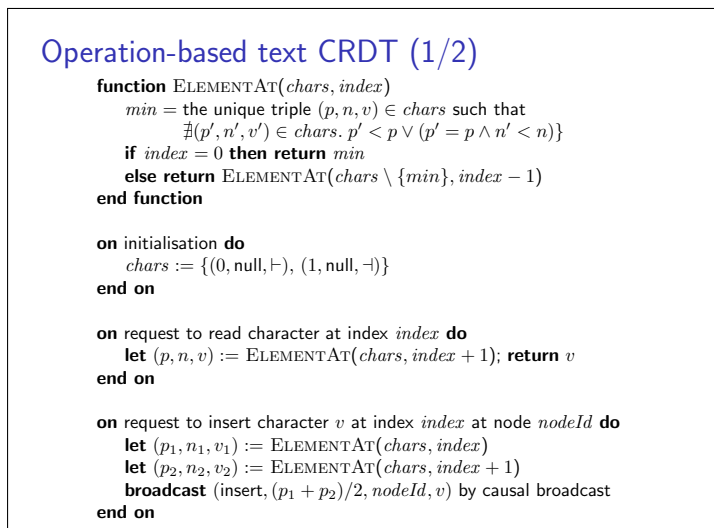 Operation-based text CRDT (1/2)
function ELEMENTAT(chars, index)
min = the unique triple (p, n, v) ∈ chars such that
∄(p′, n′, v′) ∈ chars. p′ < p ∨ (p′ = p ∧ n′ < n)}
if index = 0 then return min
else return ELEMENTAT(chars \ {min}, index − 1)
end function
on initialisation do
chars := {(0, null, ⊢), (1, null, ⊣)}
end on
on request to read character at index index do
let (p, n, v) := ELEMENTAT(chars, index + 1); return v
end on
on request to insert character v at index index at node nodeId do
let (p₁, n₁, v₁) := ELEMENTAT(chars, index)
let (p₂, n₂, v₂) := ELEMENTAT(chars, index + 1)
broadcast (insert, (p₁ + p₂)/2, nodeId, v) by causal broadcast
end on